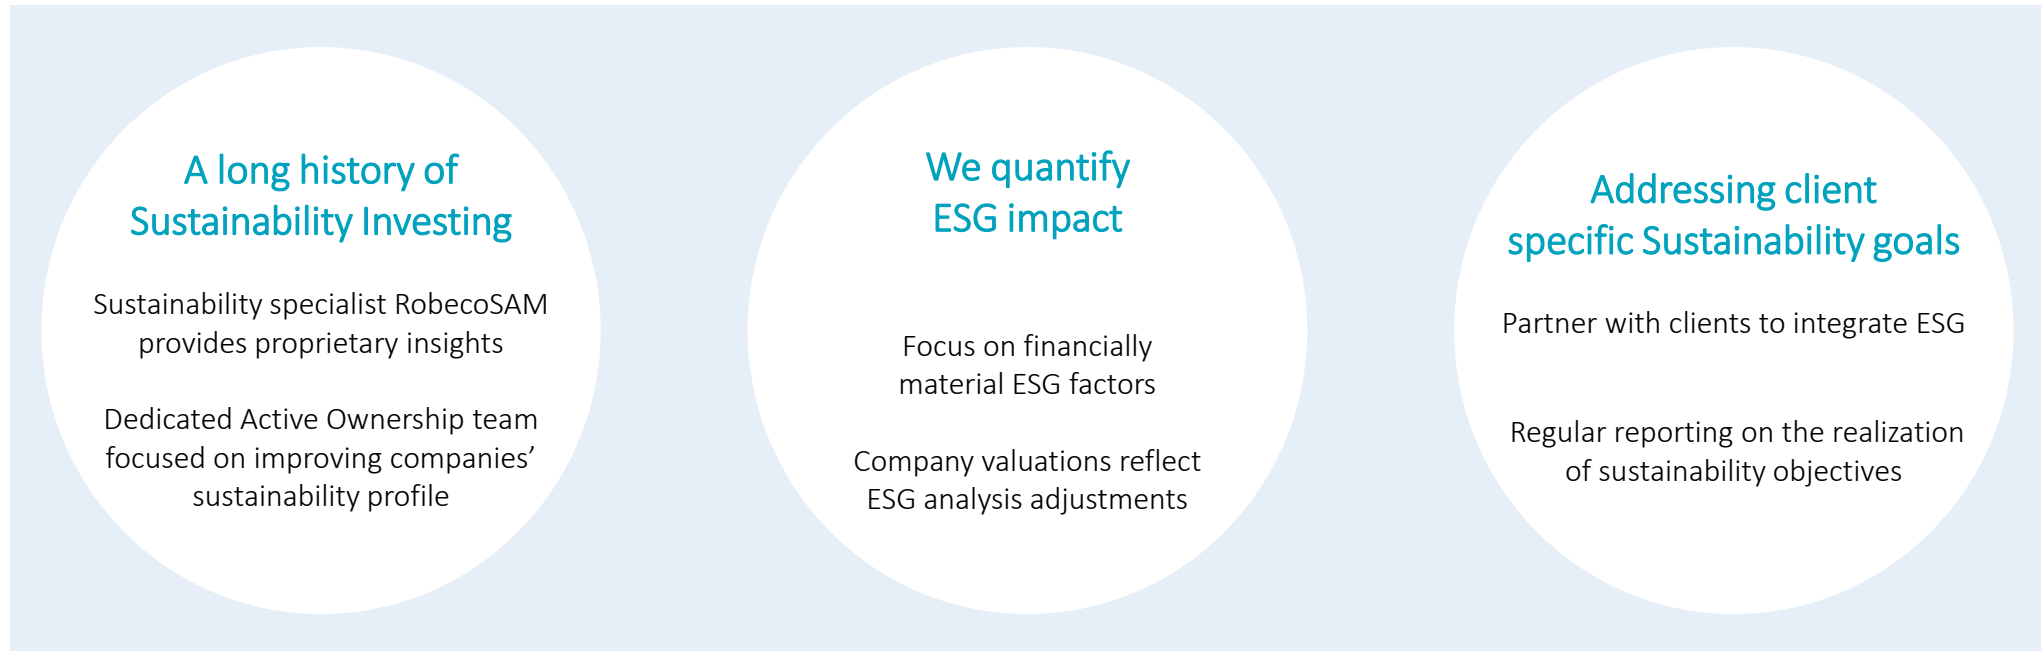 A long history of
Sustainability Investing
Sustainability specialist RobecoSAM
provides proprietary insights
Dedicated Active Ownership team
focused on improving companies’
sustainability profile
We quantify
ESG impact
Focus on financially
material ESG factors
Company valuations reflect
ESG analysis adjustments
Addressing client
specific Sustainability goals
Partner with clients to integrate ESG
Regular reporting on the realization
of sustainability objectives